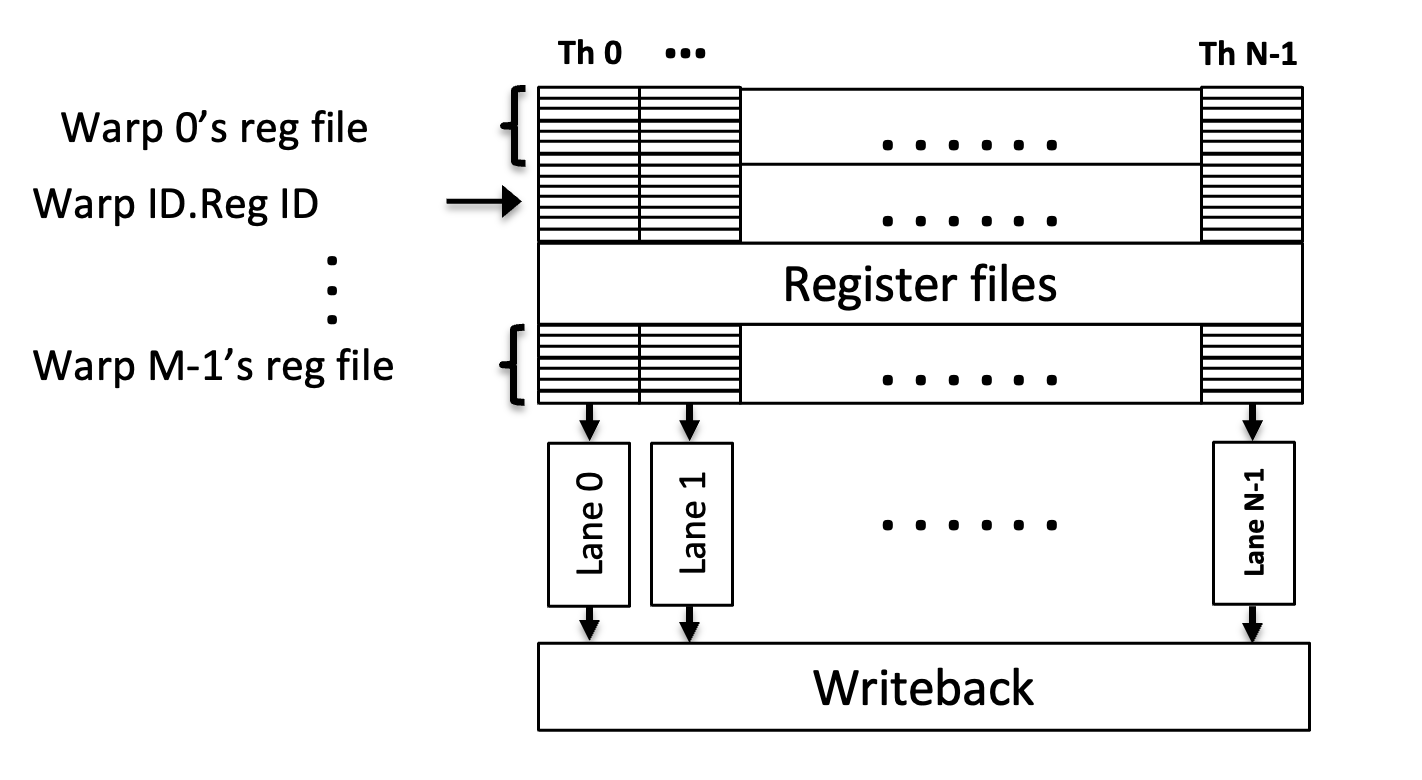 Th 0 ••• Th N-1
Warp 0’s reg file
......
Warp ID.Reg ID
......
Register files
Warp M-1’s reg file
......
Lane 0
Lane 1
......
Lane N-1
Writeback